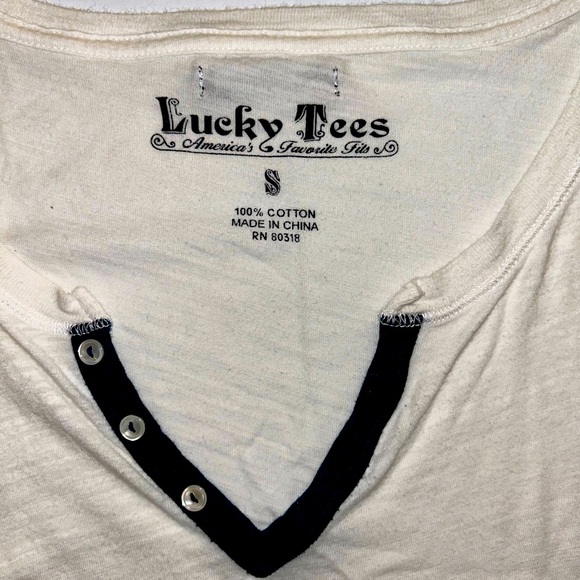 Lucky Tees
America's Favorite Fits
S
100% COTTON
MADE IN CHINA
RN 80318